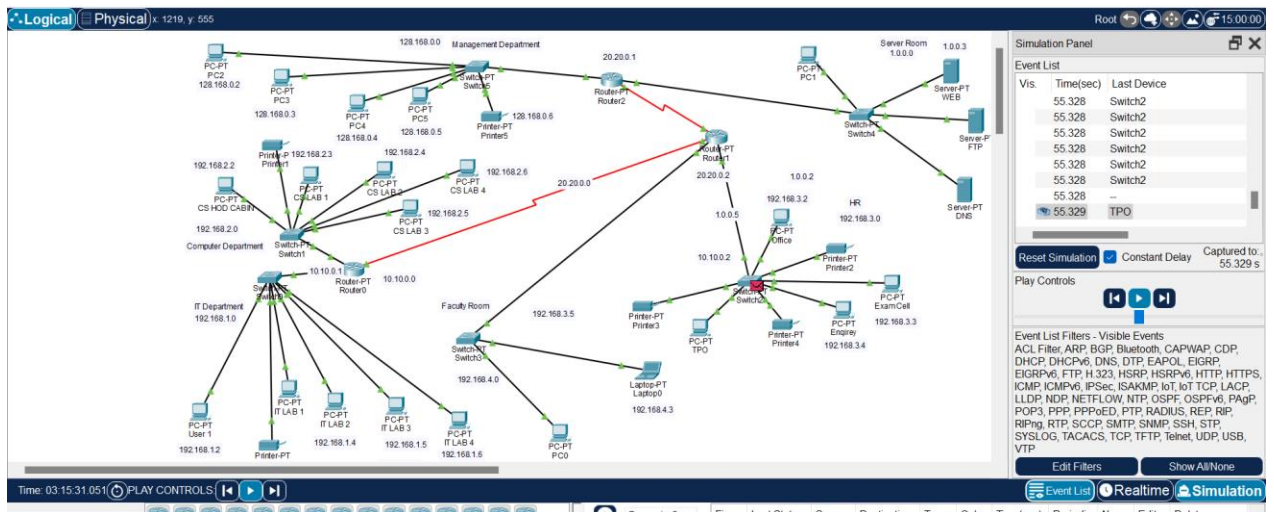 Logical
Physical
x: 1219, y: 555
Root
15:00:00
128.168.0.0
Management Department
PC-PT
PC2
128.168.0.2
PC-PT
PC3
128.168.0.3
PC-PT
PC4
128.168.0.4
PC-PT
PC5
128.168.0.5
Switch-PT
Switch5
Printer-PT
Printer5
128.168.0.6
20.20.0.1
Router-PT
Router2
Server Room
1.0.0.0
1.0.0.3
PC-PT
PC1
Server-PT
WEB
Switch-PT
Switch4
Server-P
FTP
Server-PT
DNS
Router-PT
Router1
20.20.0.2
20.20.0.0
192.168.2.2
Printer-P
Printer1
192.168.2.3
192.168.2.4
192.168.2.6
PC-PT
CS HOD CABIN
PC-PT
CS LAB 1
PC-PT
CS LAB 2
PC-PT
CS LAB 4
PC-PT
CS LAB 3
192.168.2.5
192.168.2.0
Computer Department
Switch-PT
Switch1
10.10.0.1
Router-PT
Router0
10.10.0.0
IT Department
192.168.1.0
PC-PT
User 1
192.168.1.2
Printer-PT
PC-PT
IT LAB 1
192.168.1.4
PC-PT
IT LAB 3
192.168.1.5
PC-PT
IT LAB 4
192.168.1.6
Faculty Room
192.168.3.5
Switch-PT
Switch3
192.168.4.0
PC-PT
PC0
Laptop-PT
Laptop0
192.168.4.3
1.0.0.2
1.0.0.5
192.168.3.2
HR
192.168.3.0
PC-PT
Office
10.10.0.2
Printer-PT
Printer2
Switch-PT
Switch2
PC-PT
ExamCell
192.168.3.3
Printer-PT
Printer3
PC-PT
TPO
Printer-PT
Printer4
PC-PT
Enqirey
192.168.3.4
Simulation Panel
Event List
Vis. Time(sec) Last Device
55.328 Switch2
55.328 Switch2
55.328 Switch2
55.328 Switch2
55.328 Switch2
55.328 --
55.329 TPO
Reset Simulation Constant Delay Captured to:
55.329 s
Play Controls
Event List Filters - Visible Events
ACL Filter, ARP, BGP, Bluetooth, CAPWAP, CDP,
DHCP, DHCPv6, DNS, DTP, EAPOL, EIGRP,
EIGRPv6, FTP, H.323, HSRP, HSRPv6, HTTP, HTTPS,
ICMP, ICMPv6, IPSec, ISAKMP, IoT, IoT TCP, LACP,
LLDP, NDP, NETFLOW, NTP, OSPF, OSPFv6, PAgP,
POP3, PPP, PPPoED, PTP, RADIUS, REP, RIP,
RIPng, RTP, SCCP, SMTP, SNMP, SSH, STP,
SYSLOG, TACACS, TCP, TFTP, Telnet, UDP, USB,
VTP
Edit Filters
Show All/None
Time: 03:15:31.051
PLAY CONTROLS:
Event List
Realtime
Simulation